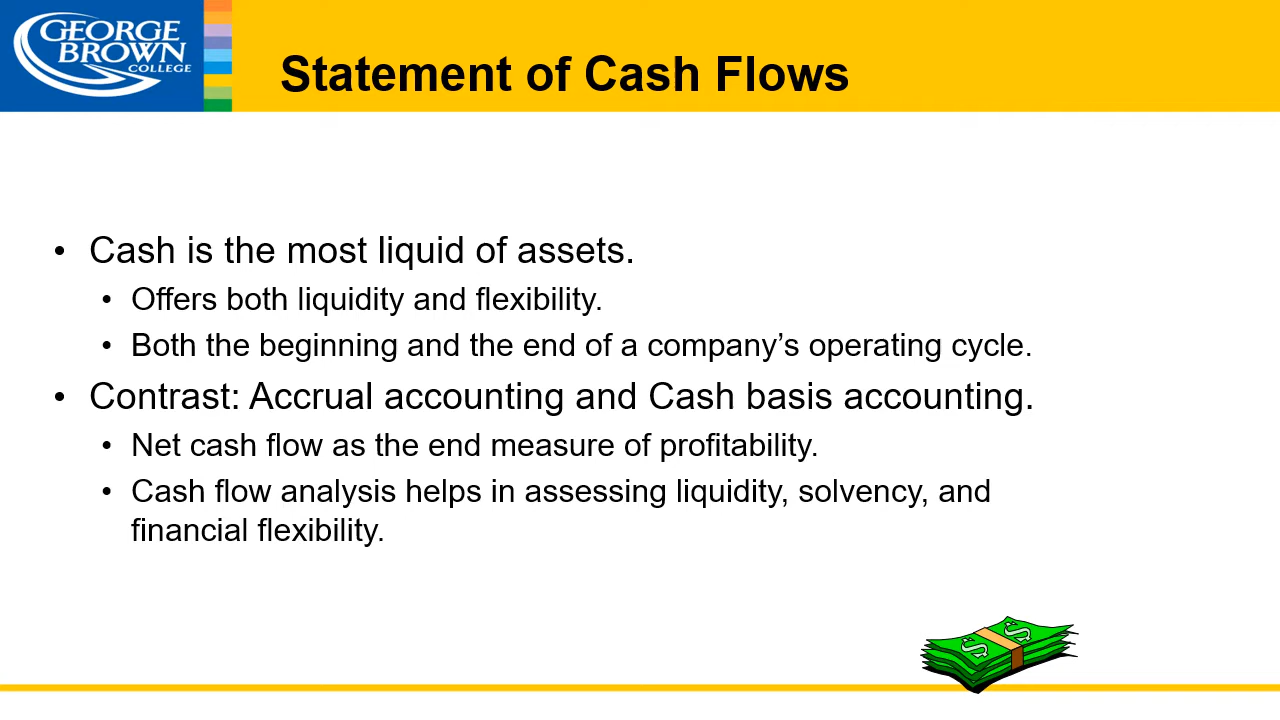 GEORGE
BROWN
COLLEGE
Statement of Cash Flows
• Cash is the most liquid of assets.
• Offers both liquidity and flexibility.
• Both the beginning and the end of a company’s operating cycle.
• Contrast: Accrual accounting and Cash basis accounting.
• Net cash flow as the end measure of profitability.
• Cash flow analysis helps in assessing liquidity, solvency, and
financial flexibility.
$ $